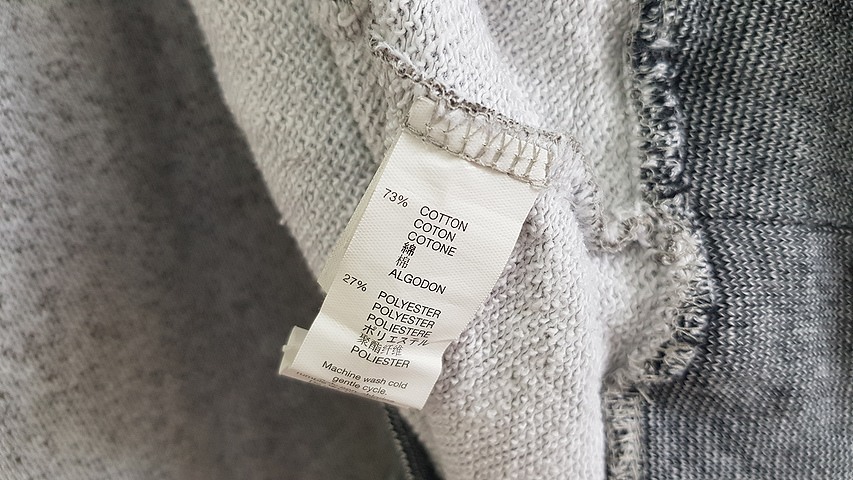 73% COTTON
COTON
COTONE
綿
棉
ALGODON
27% POLYESTER
POLYESTER
POLIESTERE
ポリエステル
聚酯纤维
POLIESTER
Machine wash cold
gentle cycle.